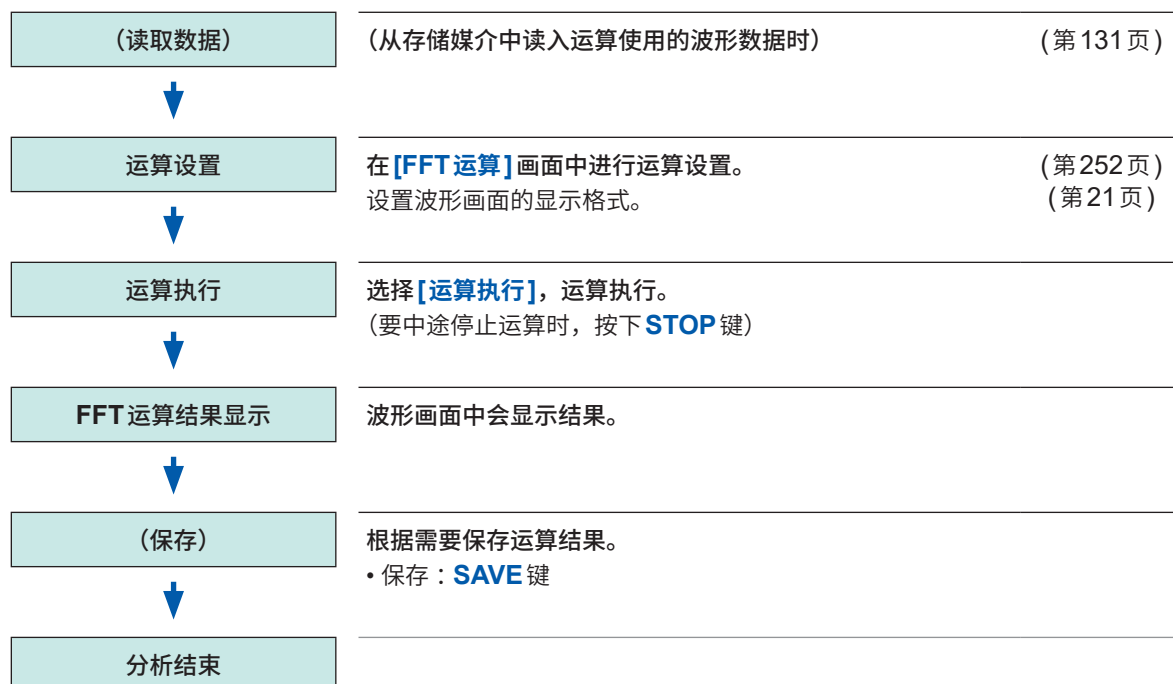 （读取数据）
（从存储媒介中读入运算使用的波形数据时）
(第131页)
运算设置
在[FFT运算]画面中进行运算设置。
(第252页)
设置波形画面的显示格式。
(第21页)
运算执行
选择[运算执行]，运算执行。
（要中途停止运算时，按下STOP键）
FFT运算结果显示
波形画面中会显示结果。
（保存）
根据需要保存运算结果。
• 保存：SAVE键
分析结束